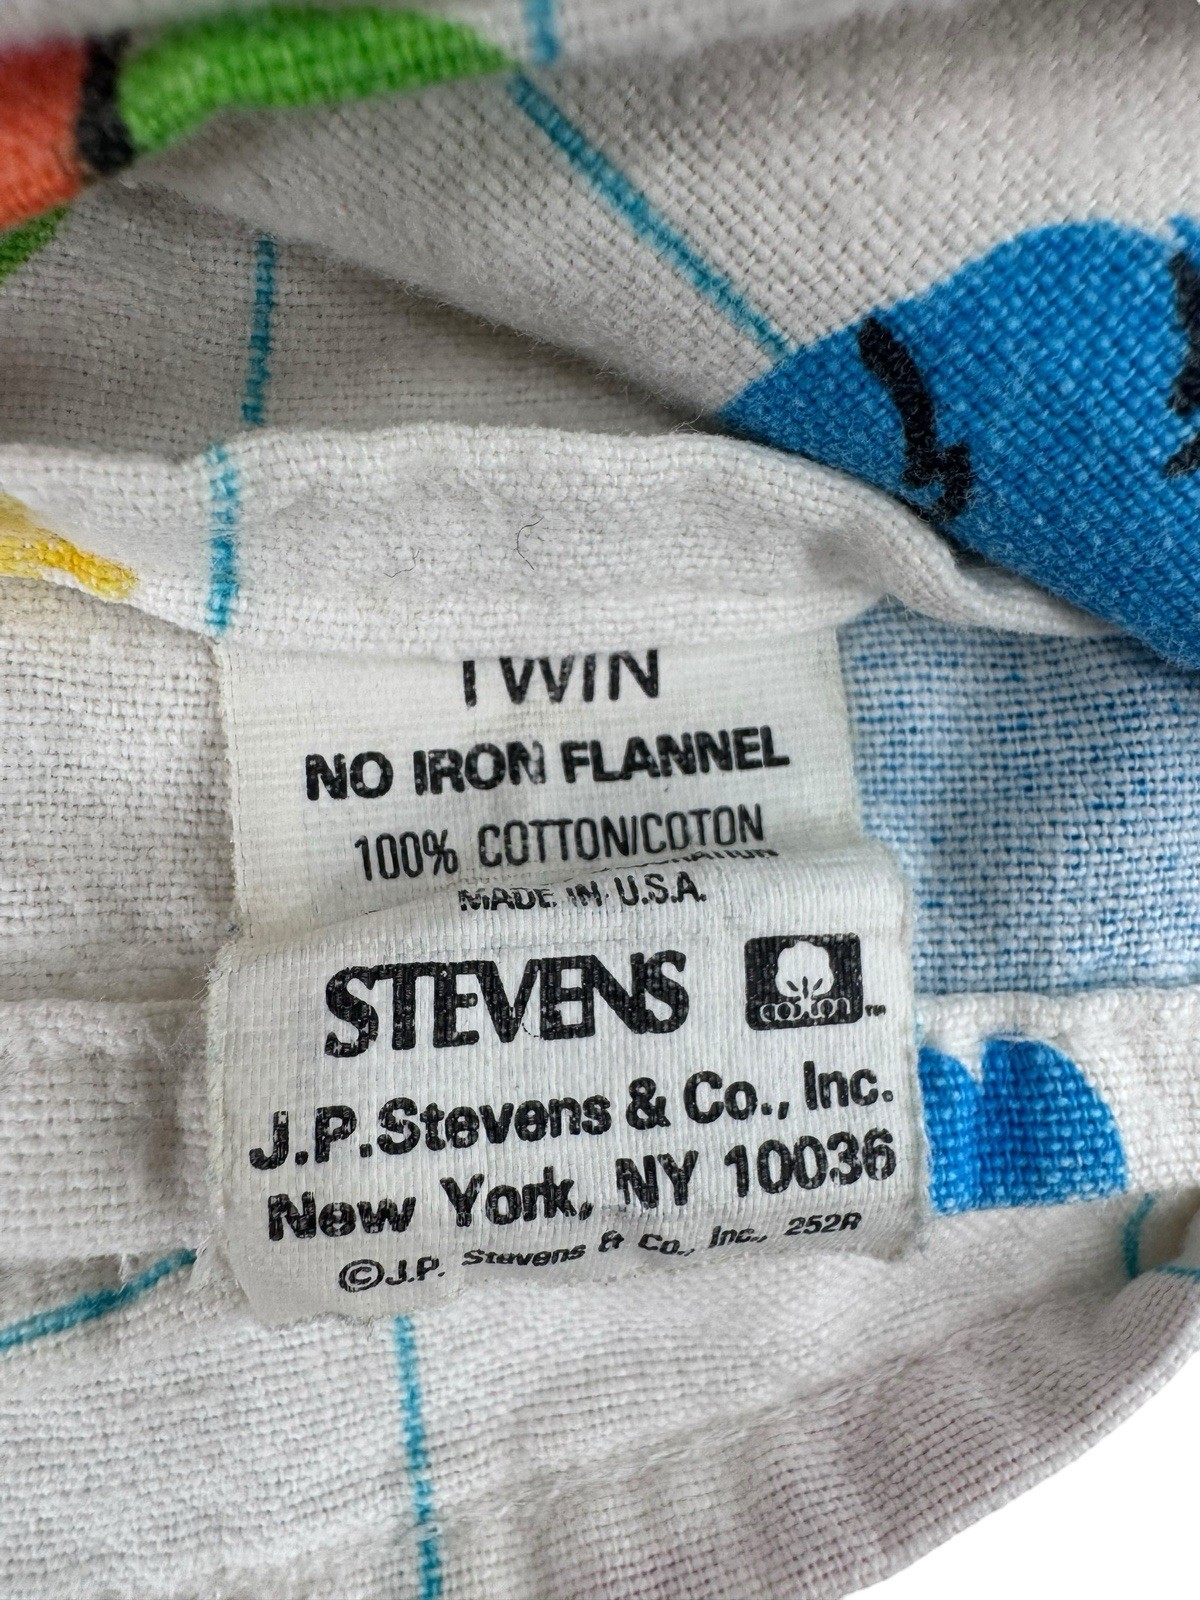 TWIN
NO IRON FLANNEL
100% COTTON/COTON
MADE IN U.S.A.
STEVENS
cotton™
J.P.Stevens & Co., Inc.
New York, NY 10036
©J.P. Stevens & Co., Inc., 252R